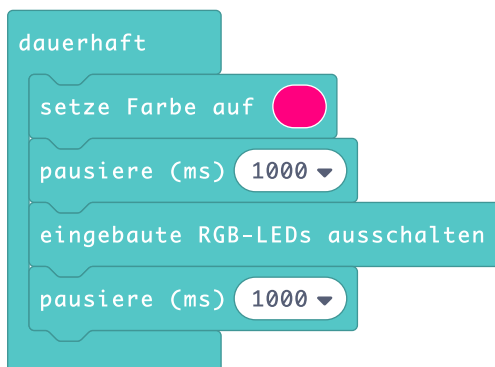 dauerhaft
setze Farbe auf
pausiere (ms) 1000
eingebaute RGB-LEDs ausschalten
pausiere (ms) 1000